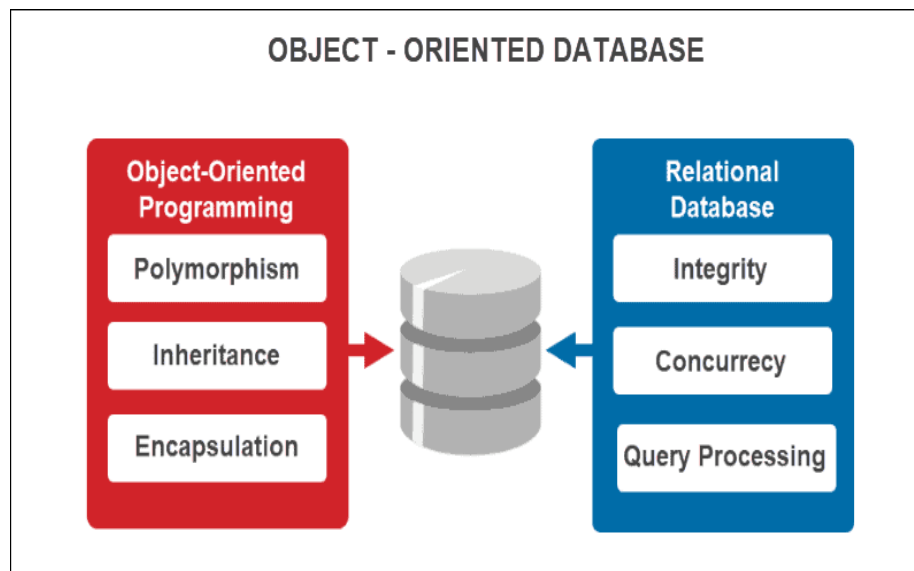 OBJECT - ORIENTED DATABASE
Object-Oriented
Programming
Polymorphism
Inheritance
Encapsulation
Relational
Database
Integrity
Concurrecy
Query Processing